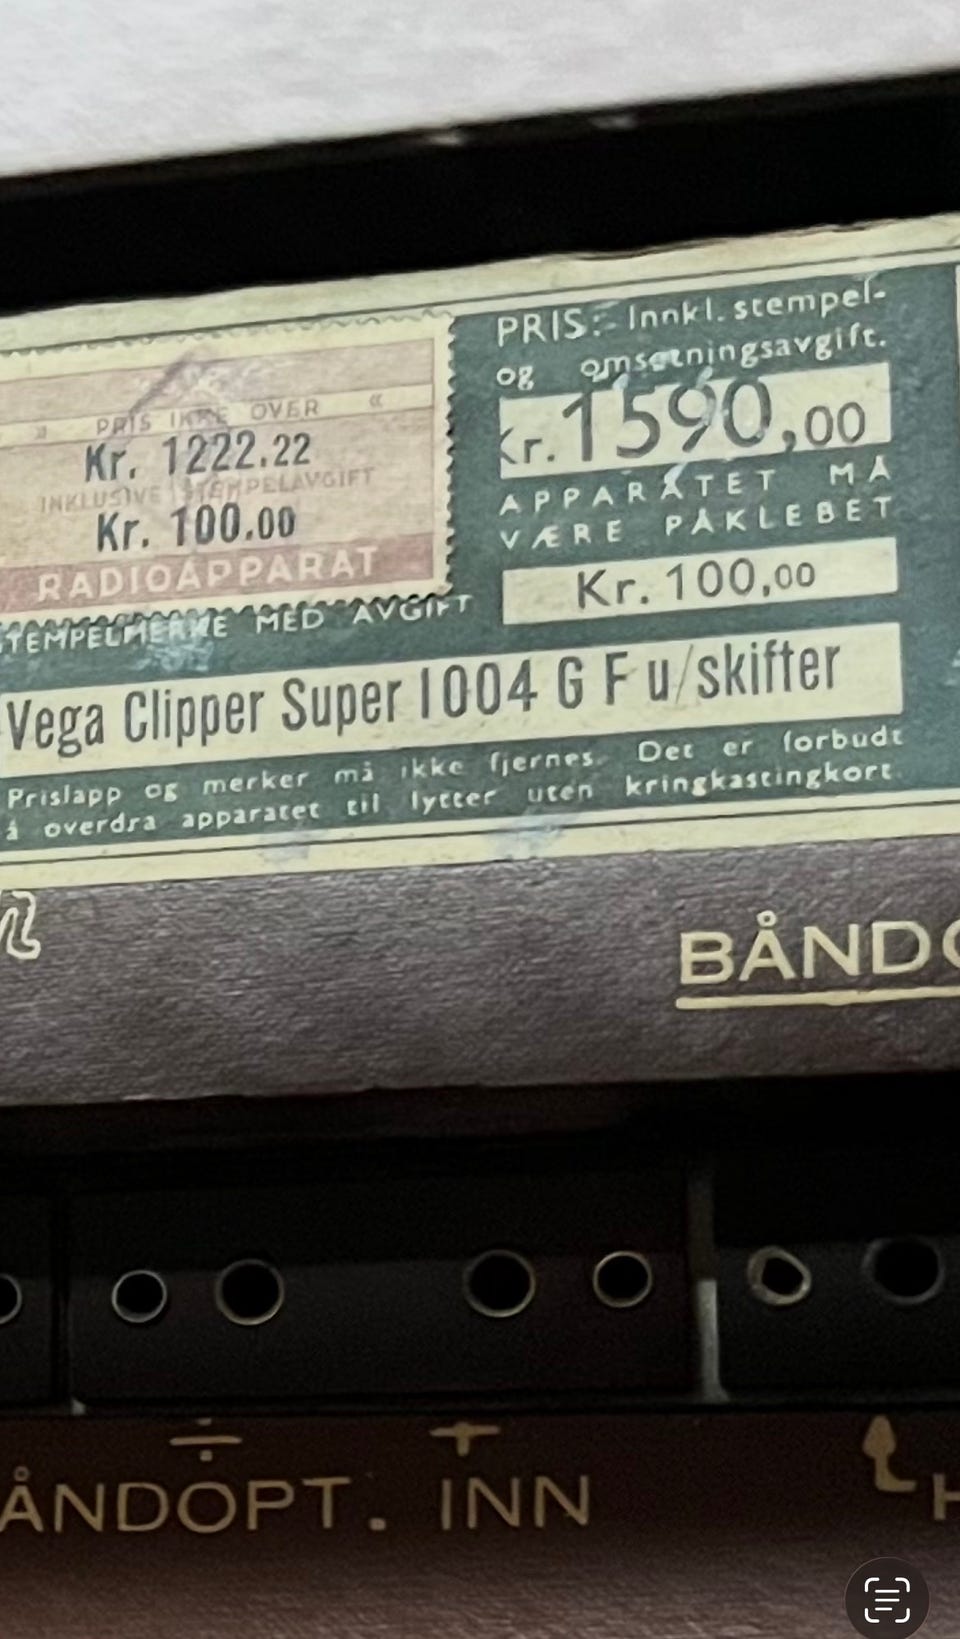 PRIS: Innkl. stempel-
og omsetningsavgift.
Kr. 1590,00
APPARATET MÅ
VÆRE PÅKLEBET
Kr. 100,00
» PRIS IKKE OVER «
Kr. 1222.22
INKLUSIVE STEMPELAVGIFT
Kr. 100.00
RADIOAPPARAT
STEMPELMERKE MED AVGIFT
Vega Clipper Super 1004 G F u/skifter
Prislapp og merker må ikke fjernes. Det er forbudt
å overdra apparatet til lytter uten kringkastingkort.
BÅNDO
÷ +
ÅNDOPT. INN
H